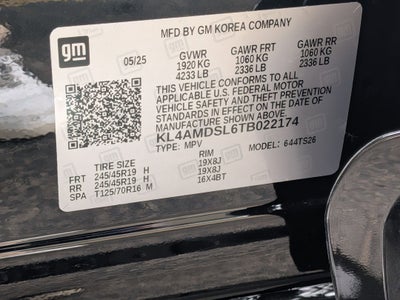 gm
MFD BY GM KOREA COMPANY
05/25 GVWR GAWR FRT GAWR RR
1920 KG 1060 KG 1060 KG
4233 LB 2336 LB 2336 LB
THIS VEHICLE CONFORMS TO ALL
APPLICABLE U.S. FEDERAL MOTOR
VEHICLE SAFETY STANDARDS IN
EFFECT ON THE DATE OF
MANUFACTURE SHOWN ABOVE.
KL4AMDSL6TB022174
TYPE: MPV MODEL: 644TS26
TIRE SIZE RIM
FRT 245/45R19 H 19X8J
RR 245/45R19 H 19X8J
SPA T125/70R16 M 16X4BT